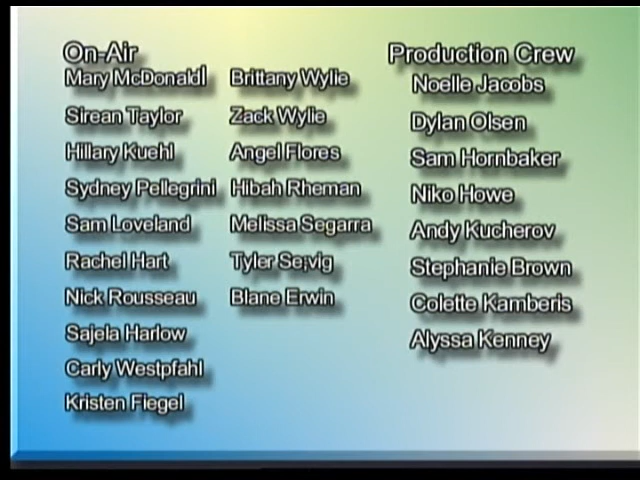 On-Air
Mary McDonald
Sirean Taylor
Hillary Kuehl
Sydney Pellegrini
Sam Loveland
Rachel Hart
Nick Rousseau
Sajela Harlow
Carly Westpfahl
Kristen Fiegel
Brittany Wylie
Zack Wylie
Angel Flores
Hibah Rheman
Melissa Segarra
Tyler Se;vig
Blane Erwin
Production Crew
Noelle Jacobs
Dylan Olsen
Sam Hornbaker
Niko Howe
Andy Kucherov
Stephanie Brown
Colette Kamberis
Alyssa Kenney